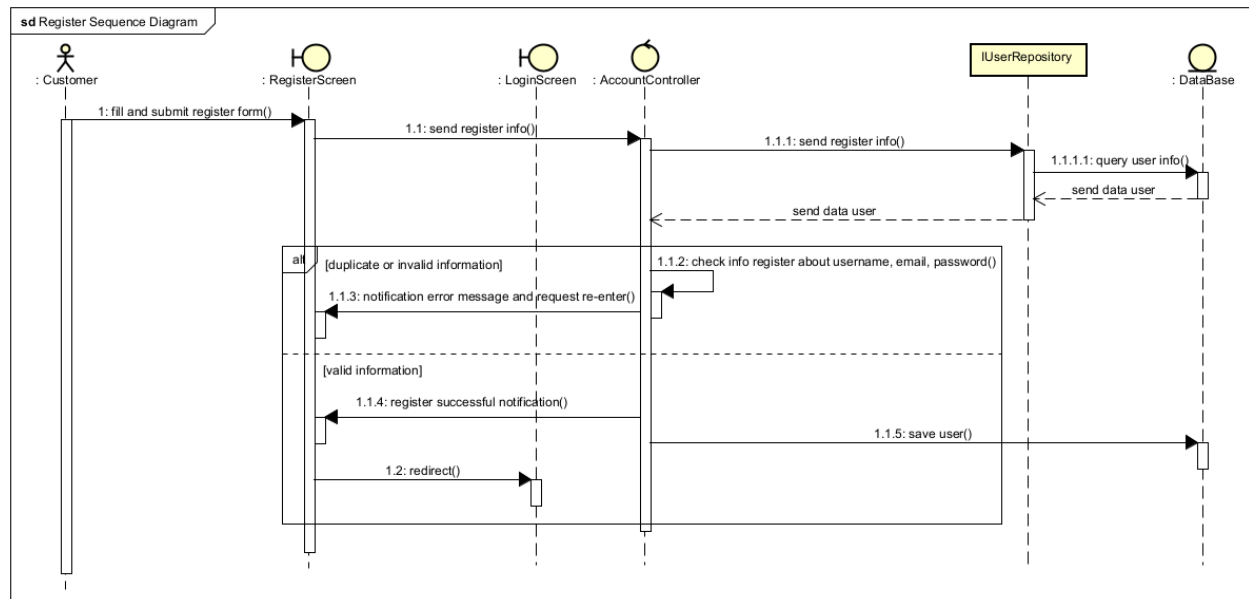 sd Register Sequence Diagram
: Customer
: RegisterScreen
: LoginScreen
: AccountController
IUserRepository
: DataBase
1: fill and submit register form()
1.1: send register info()
1.1.1: send register info()
1.1.1.1: query user info()
send data user
send data user
alt
[duplicate or invalid information]
1.1.2: check info register about username, email, password()
1.1.3: notification error message and request re-enter()
[valid information]
1.1.4: register successful notification()
1.1.5: save user()
1.2: redirect()